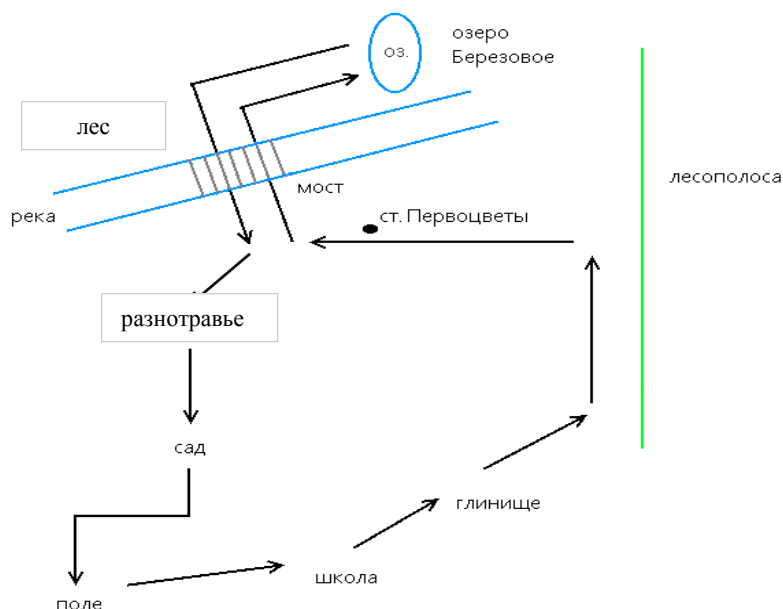 озеро
Березовое
оз.
лес
лесополоса
мост
река
ст. Первоцветы
разнотравье
сад
глинище
школа
поле